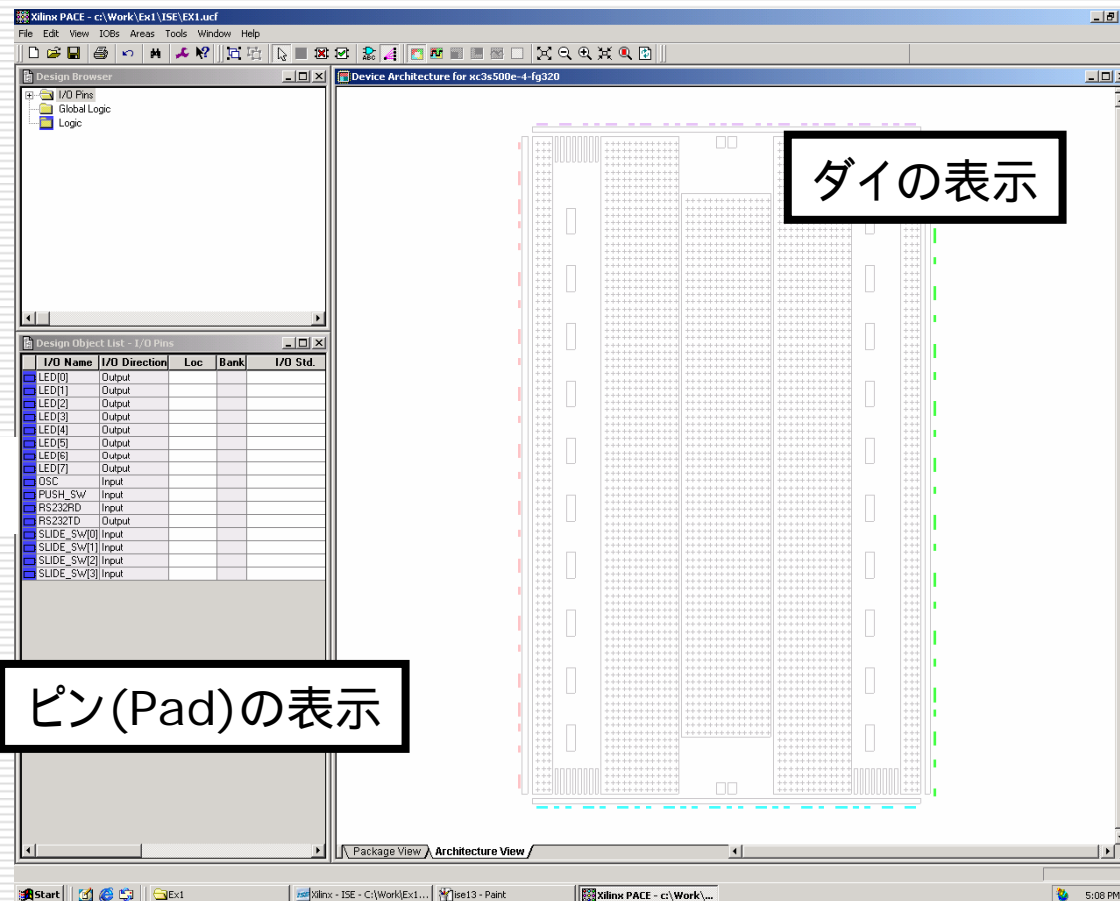 Xilinx PACE - c:\Work\Ex1\ISE\EX1.ucf
File Edit View IOBs Areas Tools Window Help
Design Browser
I/O Pins
Global Logic
Logic
Device Architecture for xc3s500e-4-fg320
ダイの表示
Design Object List - I/O Pins
I/O Name I/O Direction Loc Bank I/O Std.
LED[0] Output
LED[1] Output
LED[2] Output
LED[3] Output
LED[4] Output
LED[5] Output
LED[6] Output
LED[7] Output
OSC Input
PUSH_SW Input
RS232RD Input
RS232TD Output
SLIDE_SW[0] Input
SLIDE_SW[1] Input
SLIDE_SW[2] Input
SLIDE_SW[3] Input
ピン(Pad)の表示
Package View Architecture View
Start Ex1 Xilinx - ISE - C:\Work\Ex1... ise13 - Paint Xilinx PACE - c:\Work\... 5:08 PM